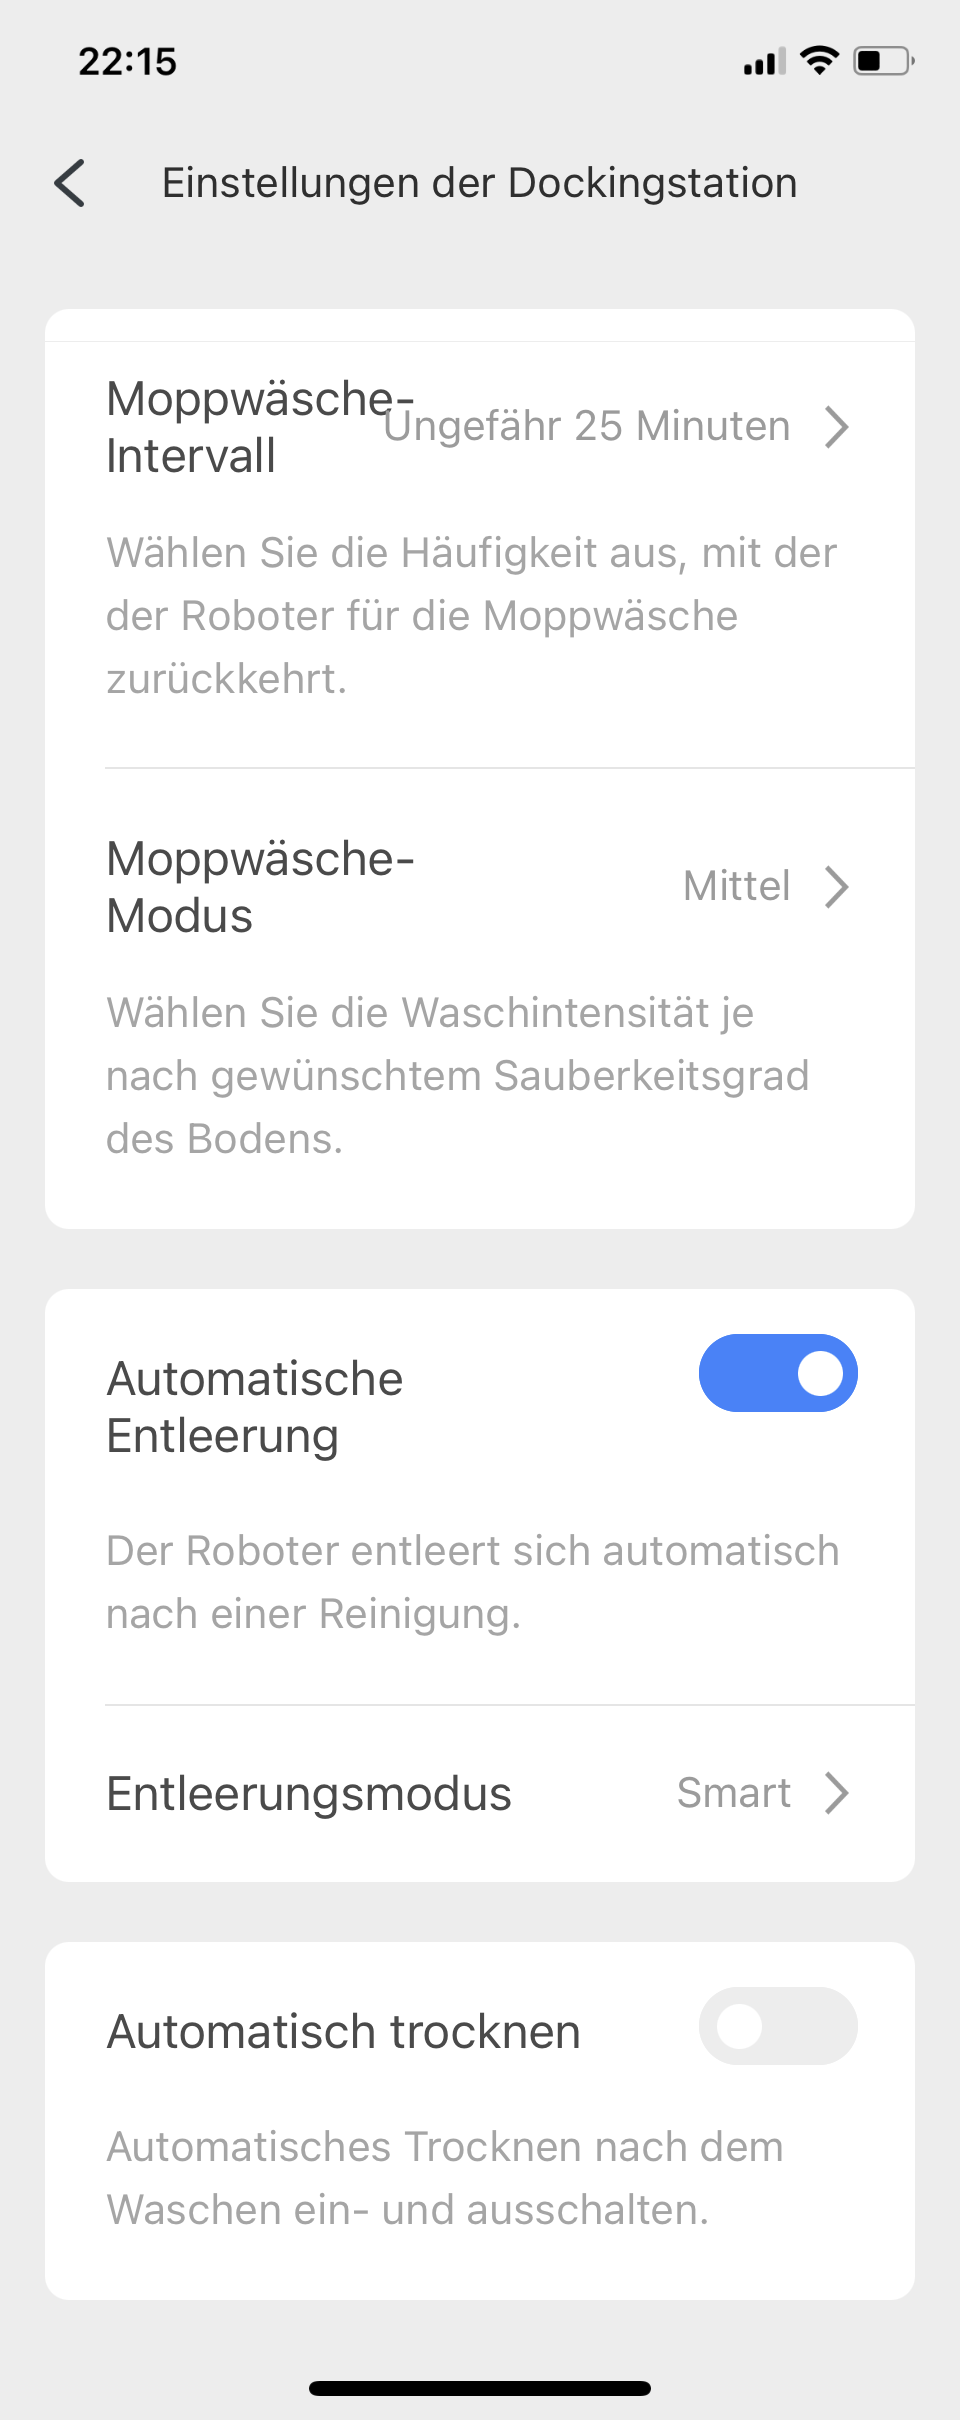 22:15
Einstellungen der Dockingstation
Moppwäsche-
Intervall
Ungefähr 25 Minuten
Wählen Sie die Häufigkeit aus, mit der
der Roboter für die Moppwäsche
zurückkehrt.
Moppwäsche-
Modus
Mittel
Wählen Sie die Waschintensität je
nach gewünschtem Sauberkeitsgrad
des Bodens.
Automatische
Entleerung
Der Roboter entleert sich automatisch
nach einer Reinigung.
Entleerungsmodus
Smart
Automatisch trocknen
Automatisches Trocknen nach dem
Waschen ein- und ausschalten.